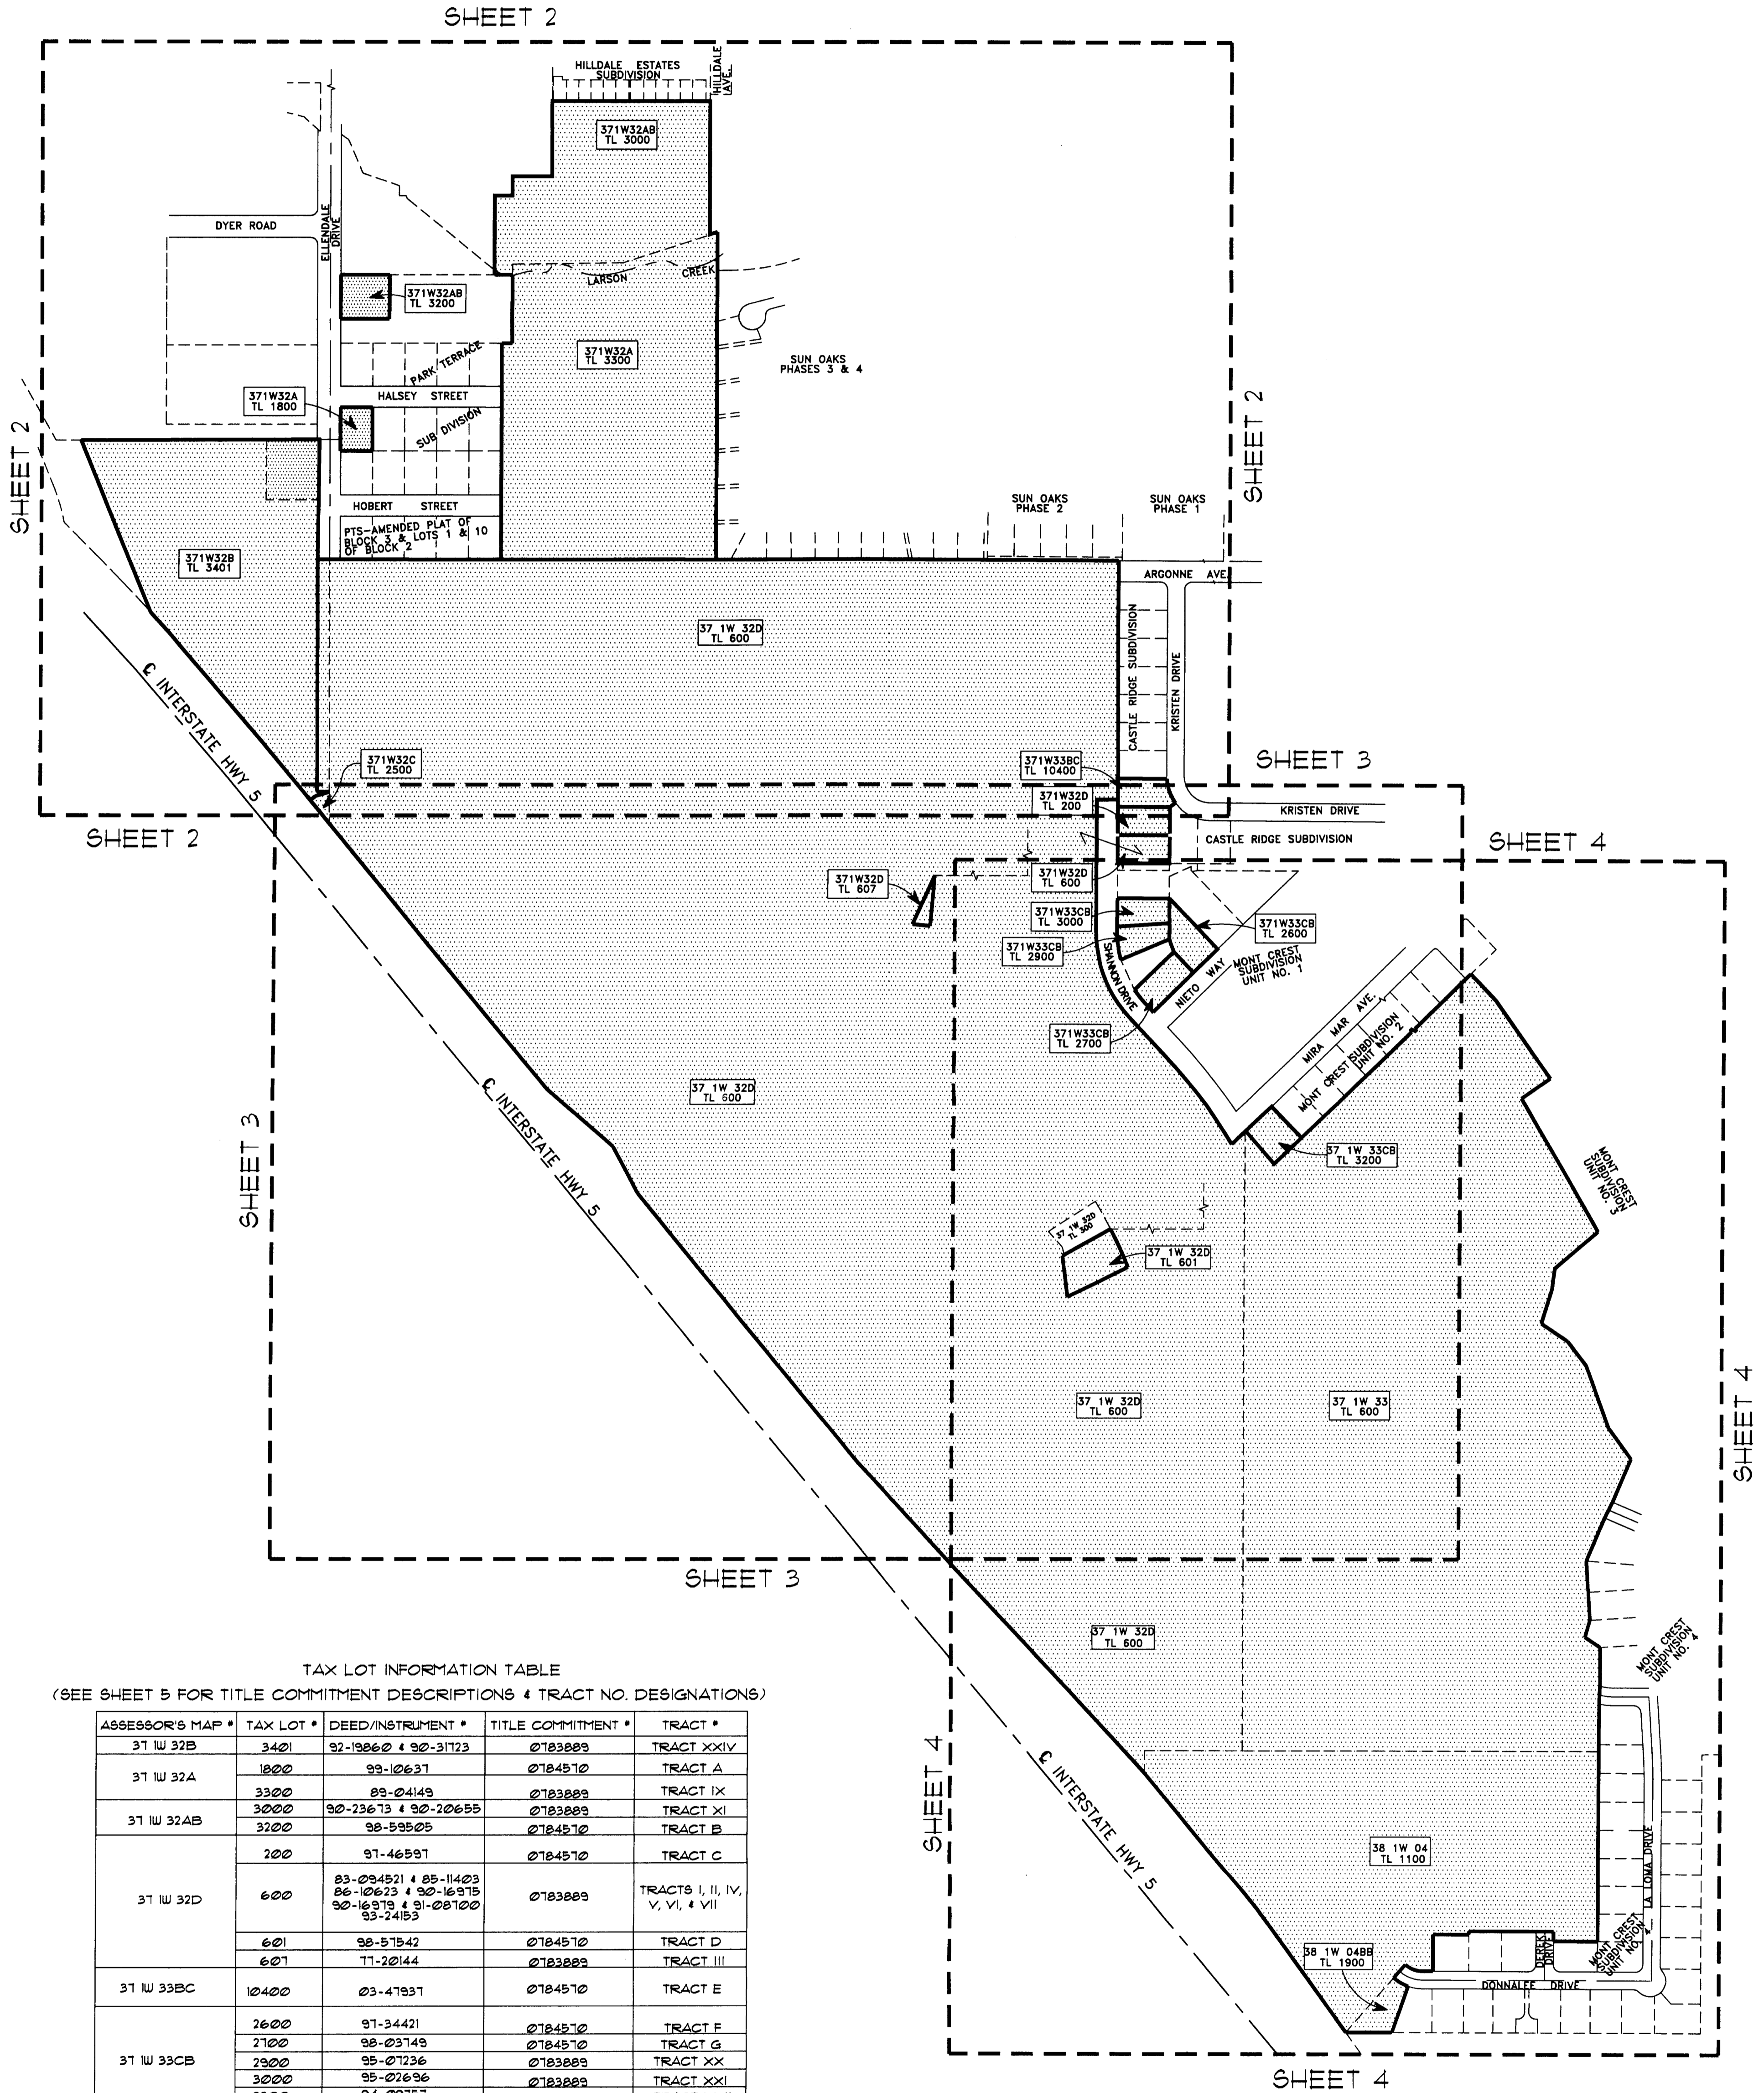 SHEET 2
HILLDALE ESTATES
SUBDIVISION
HILLDALE
AVE.
371W32AB
TL 3000
DYER ROAD
ELLENDALE
DRIVE
LARSON CREEK
371W32AB
TL 3200
371W32A
TL 3300
PARK TERRACE
SUN OAKS
PHASES 3 & 4
371W32A
TL 1800
HALSEY STREET
SUB DIVISION
SHEET 2
SHEET 2
HOBERT STREET
PTS-AMENDED PLAT OF
BLOCK 3 & LOTS 1 & 10
OF BLOCK 2
SUN OAKS
PHASE 2
SUN OAKS
PHASE 1
371W32B
TL 3401
ARGONNE AVE.
37 1W 32D
TL 600
CASTLE RIDGE SUBDIVISION
KRISTEN DRIVE
℄ INTERSTATE HWY 5
371W32C
TL 2500
371W33BC
TL 10400
SHEET 3
371W32D
TL 200
KRISTEN DRIVE
SHEET 2
CASTLE RIDGE SUBDIVISION
SHEET 4
371W32D
TL 607
371W32D
TL 600
371W33CB
TL 3000
371W33CB
TL 2600
371W33CB
TL 2900
SHANNON DRIVE
NIETO WAY
MONT CREST
SUBDIVISION
UNIT NO. 1
371W33CB
TL 2700
MIRA MAR AVE.
MONT CREST SUBDIVISION
UNIT NO. 2
37 1W 32D
TL 600
℄ INTERSTATE HWY 5
SHEET 3
37 1W 33CB
TL 3200
MONT CREST
SUBDIVISION
UNIT NO. 3
37 1W 32D
TL 300
37 1W 32D
TL 601
37 1W 32D
TL 600
37 1W 33
TL 600
SHEET 4
SHEET 3
37 1W 32D
TL 600
MONT CREST
SUBDIVISION
UNIT NO. 4
SHEET 4
℄ INTERSTATE HWY 5
38 1W 04
TL 1100
LA LOMA DRIVE
MONT CREST
SUBDIVISION
UNIT NO. 4
DEREK
DRIVE
38 1W 04BB
TL 1900
DONNALEE DRIVE
SHEET 4
TAX LOT INFORMATION TABLE
(SEE SHEET 5 FOR TITLE COMMITMENT DESCRIPTIONS & TRACT NO. DESIGNATIONS)
ASSESSOR'S MAP # TAX LOT # DEED/INSTRUMENT # TITLE COMMITMENT # TRACT #
37 1W 32B 3401 92-19860 & 90-31723 0783889 TRACT XXIV
37 1W 32A 1800 99-10637 0784570 TRACT A
3300 89-04149 0783889 TRACT IX
37 1W 32AB 3000 90-23673 & 90-20655 0783889 TRACT XI
3200 98-59505 0784570 TRACT B
37 1W 32D 200 97-46597 0784570 TRACT C
600 83-094521 & 85-11403
86-10623 & 90-16975
90-16979 & 91-08700
93-24153 0783889 TRACTS I, II, IV,
V, VI, & VII
601 98-57542 0784570 TRACT D
607 77-20144 0783889 TRACT III
37 1W 33BC 10400 03-47937 0784570 TRACT E
37 1W 33CB 2600 97-34421 0784570 TRACT F
2700 98-03749 0784570 TRACT G
2900 95-07236 0783889 TRACT XX
3000 95-02696 0783889 TRACT XXI